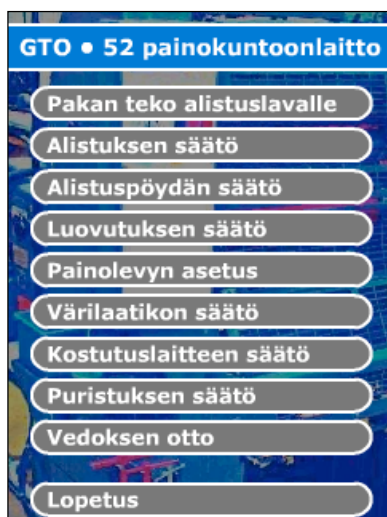 GTO ● 52 painokuntoonlaitto
Pakan teko alistuslavalle
Alistuksen säätö
Alistuspöydän säätö
Luovutuksen säätö
Painolevyn asetus
Värilaatikon säätö
Kostutuslaitteen säätö
Puristuksen säätö
Vedoksen otto
Lopetus